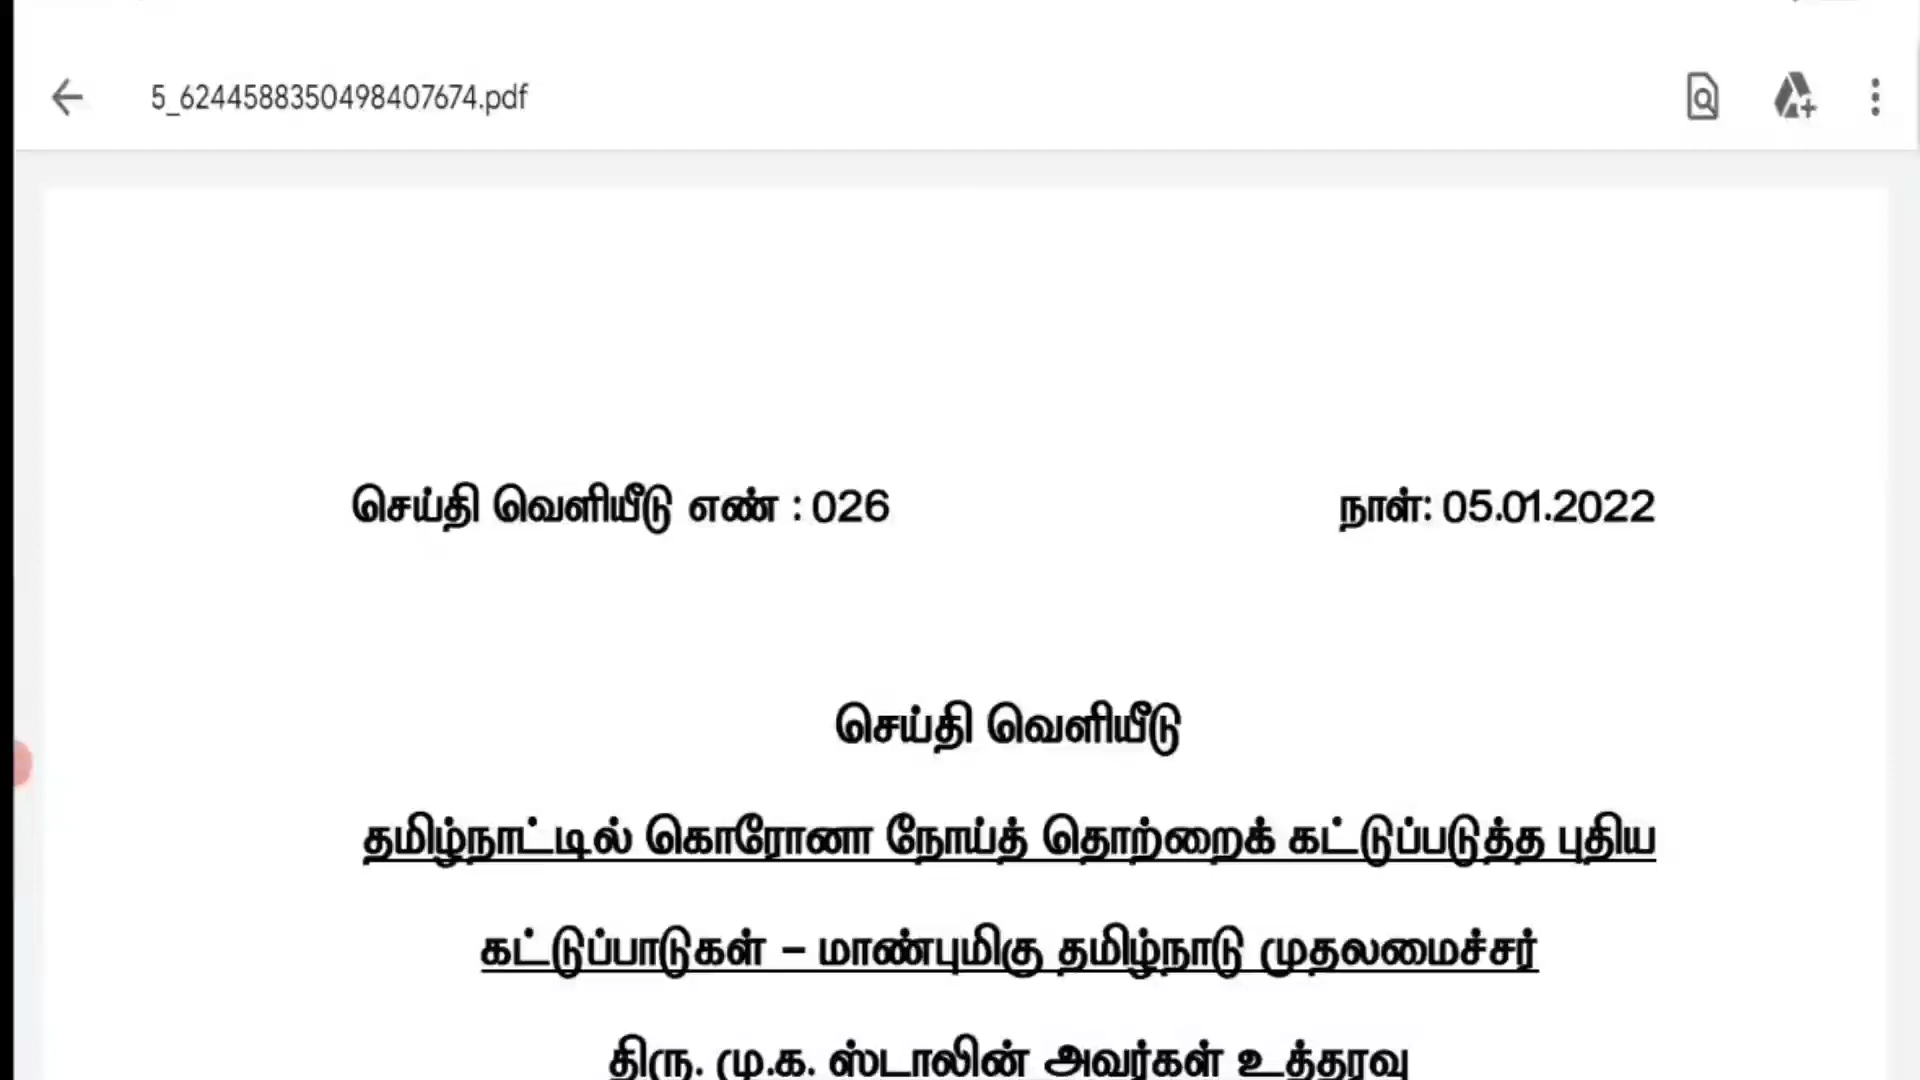 5_6244588350498407674.pdf
செய்தி வெளியீடு எண் : 026 நாள்: 05.01.2022
செய்தி வெளியீடு
தமிழ்நாட்டில் கொரோனா நோய்த் தொற்றைக் கட்டுப்படுத்த புதிய
கட்டுப்பாடுகள் – மாண்புமிகு தமிழ்நாடு முதலமைச்சர்
திரு. மு.க. ஸ்டாலின் அவர்கள் உத்தரவு